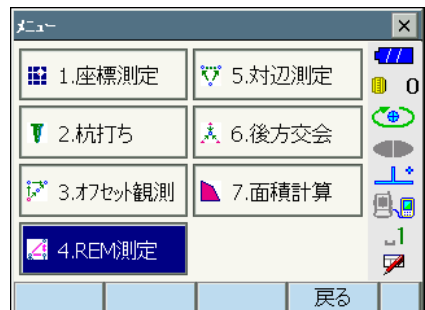 メニュー
1.座標測定
5.対辺測定
2.杭打ち
6.後方交会
3.オフセット観測
7.面積計算
4.REM測定
0
1
戻る